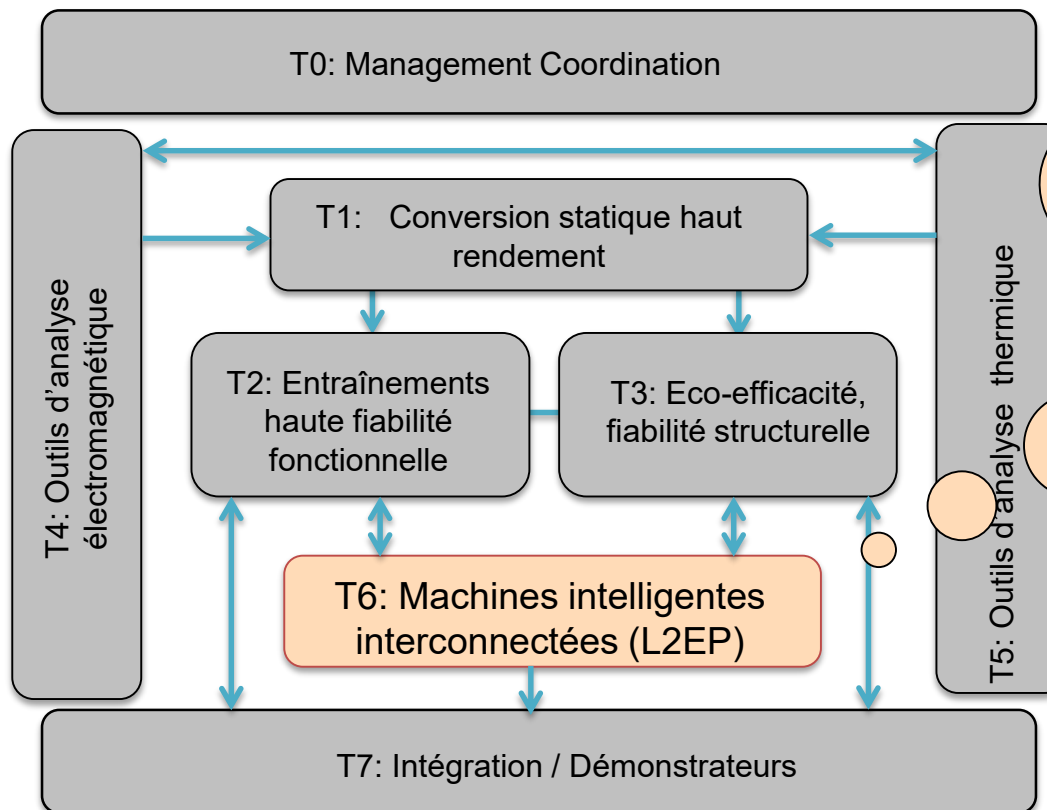 T0: Management Coordination
T4: Outils d'analyse
électromagnétique
T1: Conversion statique haut
rendement
T2: Entraînements
haute fiabilité
fonctionnelle
T3: Eco-efficacité,
fiabilité structurelle
T5: Outils d'analyse thermique
T6: Machines intelligentes
interconnectées (L2EP)
T7: Intégration / Démonstrateurs